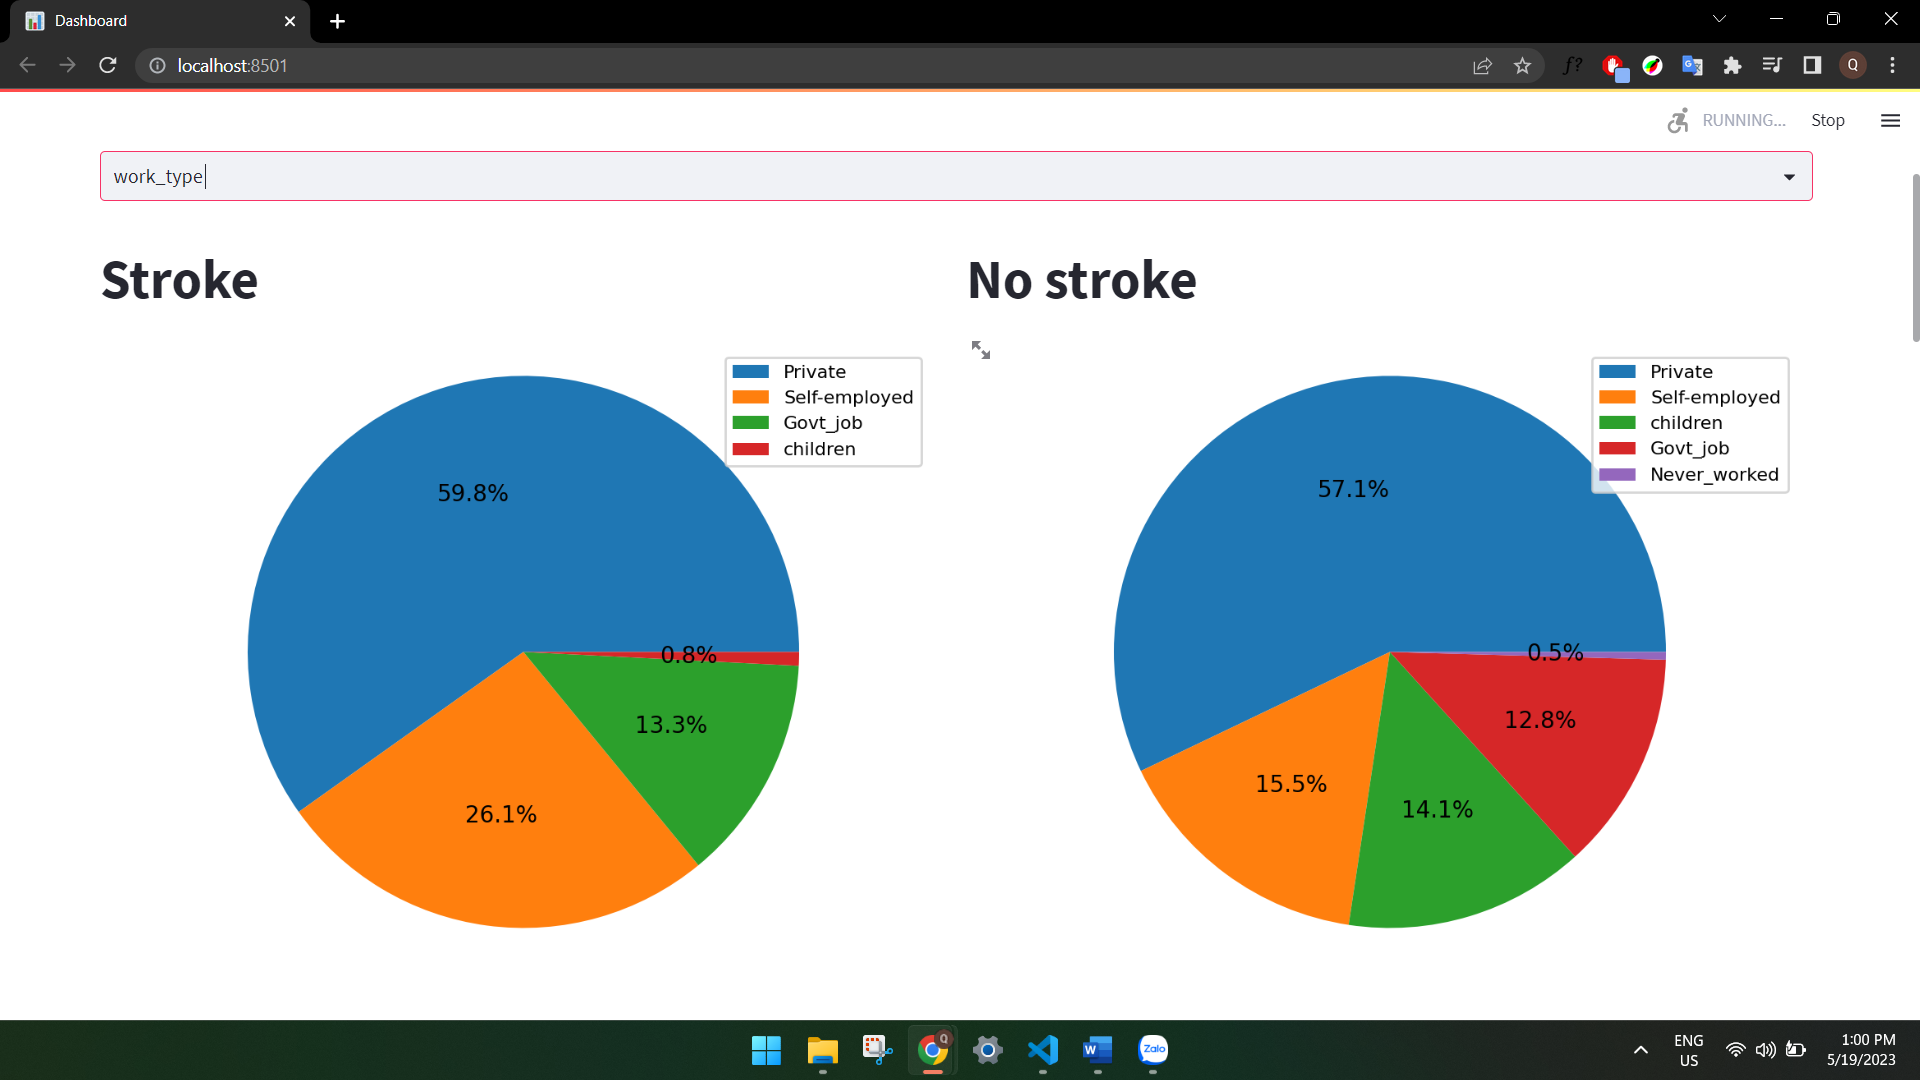 Dashboard
localhost:8501
f?
Q
RUNNING...
Stop
work_type
Stroke
No stroke
Private
Self-employed
Govt_job
children
59.8%
0.8%
13.3%
26.1%
Private
Self-employed
children
Govt_job
Never_worked
57.1%
0.5%
12.8%
15.5%
14.1%
Q
W
Zalo
ENG
US
1:00 PM
5/19/2023